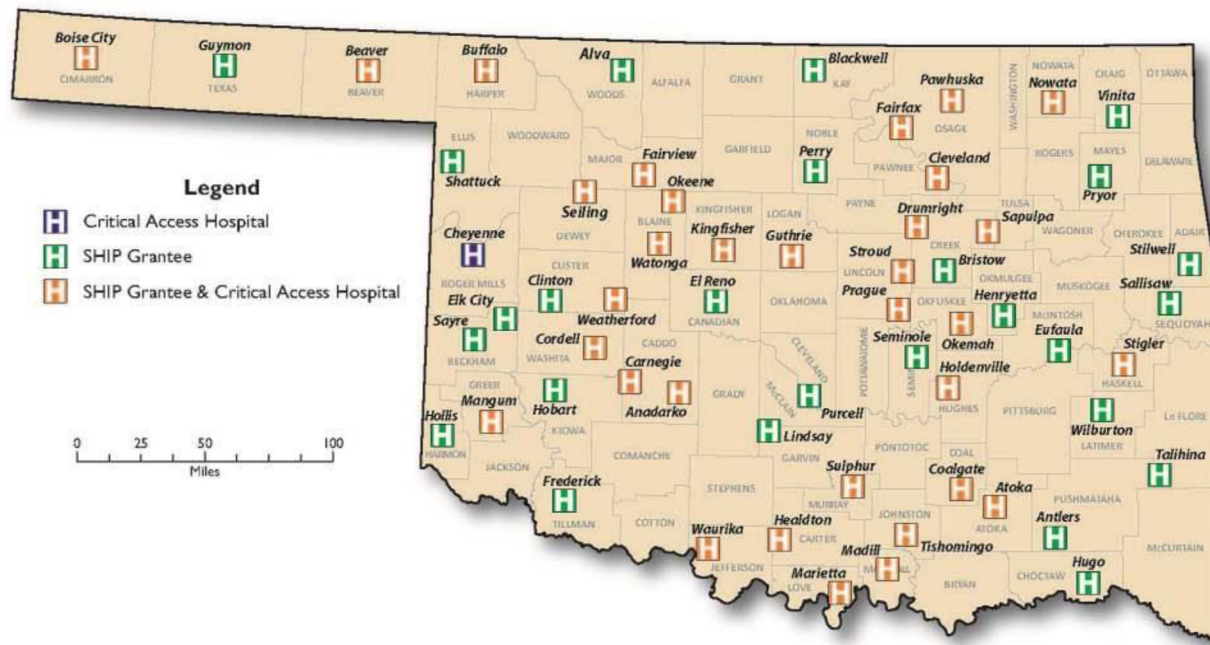 Boise City
CIMARRON
Guymon
TEXAS
Beaver
BEAVER
Buffalo
HARPER
Alva
WOODS
ALFALFA
GRANT
Blackwell
KAY
Pawhuska
OSAGE
Fairfax
WASHINGTON
NOWATA
Nowata
CRAIG
Vinita
OTTAWA
ELLIS
Shattuck
WOODWARD
MAJOR
Fairview
Okeene
GARFIELD
NOBLE
Perry
PAWNEE
Cleveland
ROGERS
MAYES
Pryor
DELAWARE
Legend
Critical Access Hospital
SHIP Grantee
SHIP Grantee & Critical Access Hospital
Seiling
DEWEY
BLAINE
Watonga
KINGFISHER
Kingfisher
LOGAN
Guthrie
PAYNE
Drumright
CREEK
TULSA
Sapulpa
WAGONER
CHEROKEE
ADAIR
Stilwell
Cheyenne
ROGER MILLS
CUSTER
Clinton
Weatherford
El Reno
CANADIAN
OKLAHOMA
Stroud
LINCOLN
Bristow
OKMULGEE
MUSKOGEE
Sallisaw
SEQUOYAH
Elk City
Sayre
BECKHAM
WASHITA
Cordell
CADDO
Prague
OKFUSKEE
Okemah
Henryetta
McINTOSH
Eufaula
Stigler
HASKELL
GREER
Mangum
Hobart
KIOWA
Carnegie
Anadarko
GRADY
McCLAIN
CLEVELAND
Purcell
POTTAWATOMIE
Seminole
Holdenville
HUGHES
PITTSBURG
Wilburton
LATIMER
Le FLORE
Hollis
HARMON
JACKSON
COMANCHE
Lindsay
GARVIN
PONTOTOC
COAL
Coalgate
Talihina
0 25 50 100
Miles
Frederick
TILLMAN
COTTON
STEPHENS
Sulphur
MURRAY
JOHNSTON
Tishomingo
Atoka
ATOKA
PUSHMATAHA
Antlers
McCURTAIN
Waurika
JEFFERSON
Healdton
CARTER
Madill
Marietta
LOVE
BRYAN
CHOCTAW
Hugo